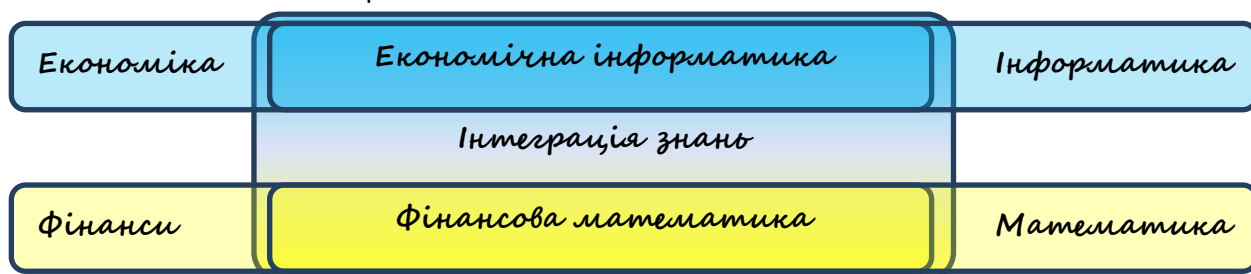 Економіка Економічна інформатика Інформатика
Інтеграція знань
Фінанси Фінансова математика Математика